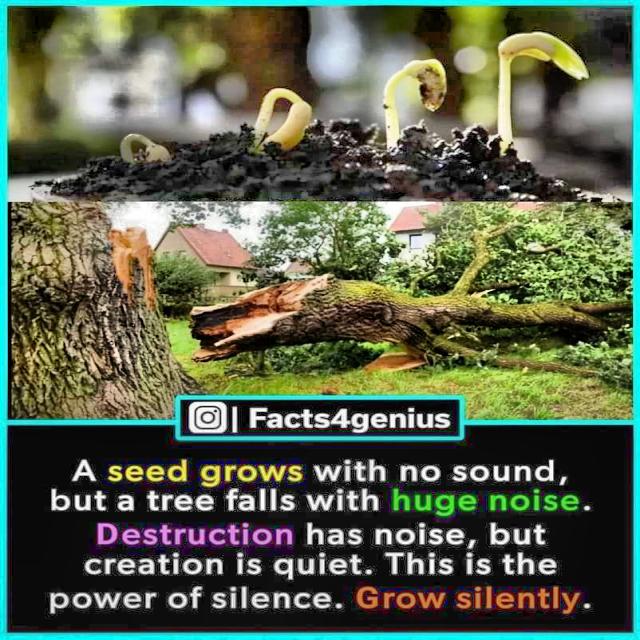 | Facts4genius
A seed grows with no sound,
but a tree falls with huge noise.
Destruction has noise, but
creation is quiet. This is the
power of silence. Grow silently.